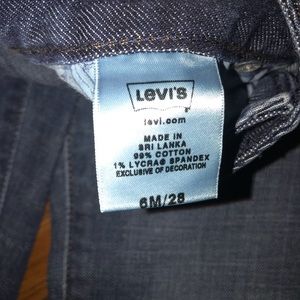 LEVI'S
levi.com
MADE IN
SRI LANKA
99% COTTON
1% LYCRA® SPANDEX
EXCLUSIVE OF DECORATION
6M/28